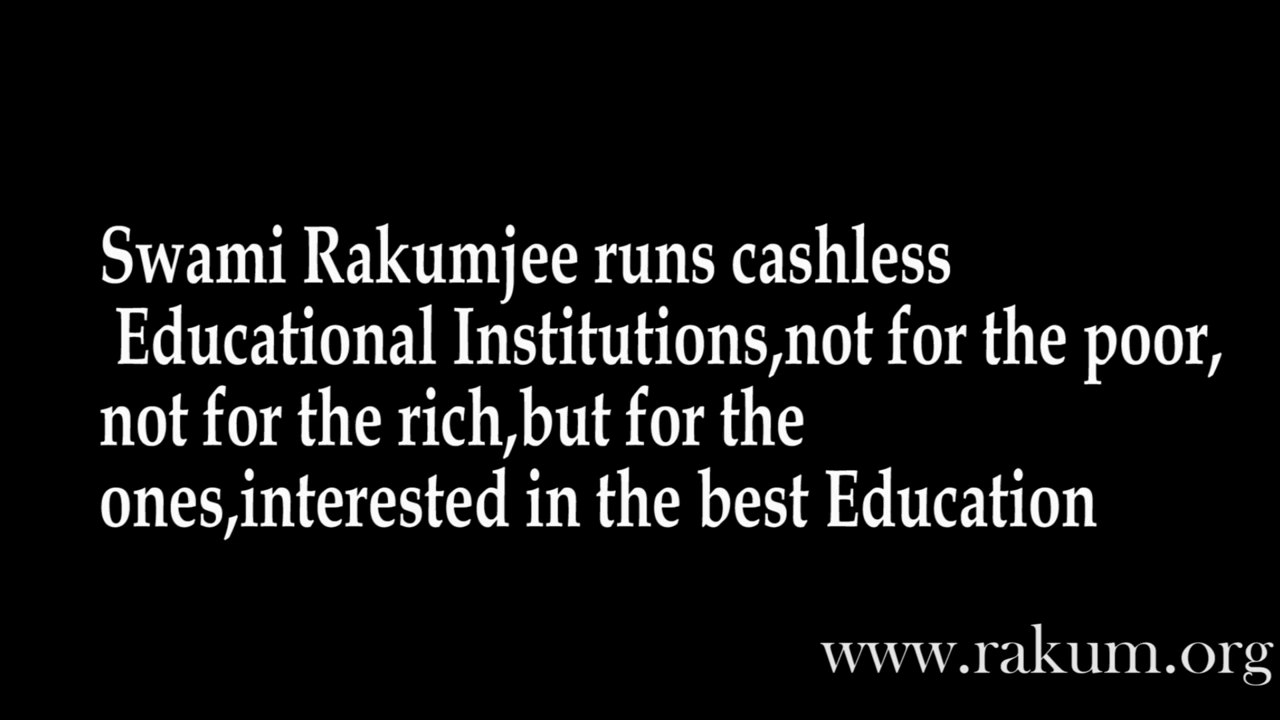 Swami Rakumjee runs cashless
Educational Institutions,not for the poor,
not for the rich,but for the
ones,interested in the best Education
www.rakum.org